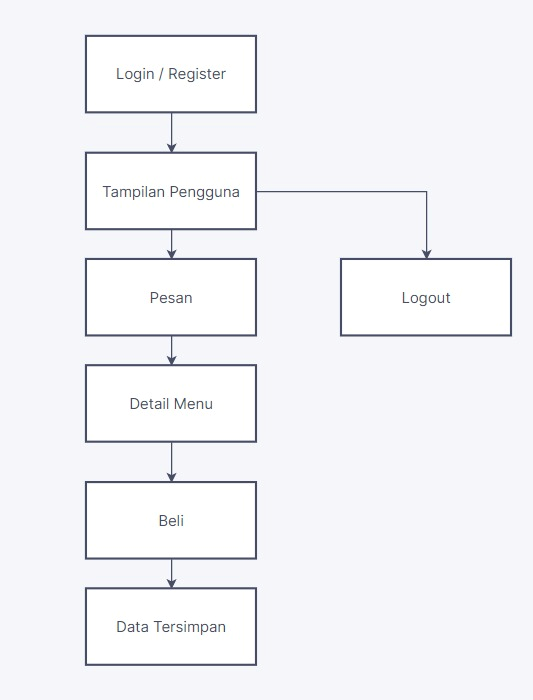 Login / Register
Tampilan Pengguna
Pesan
Logout
Detail Menu
Beli
Data Tersimpan